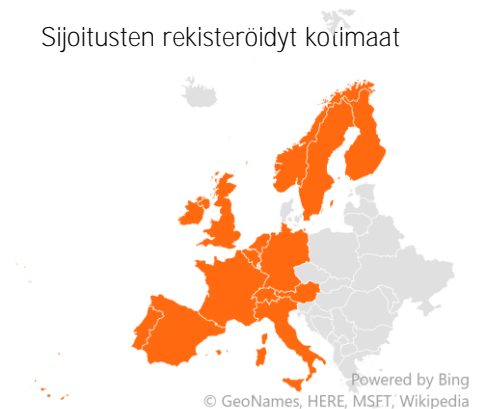 Sijoitusten rekisteröidyt kotimaat
Powered by Bing
© GeoNames, HERE, MSFT, Wikipedia